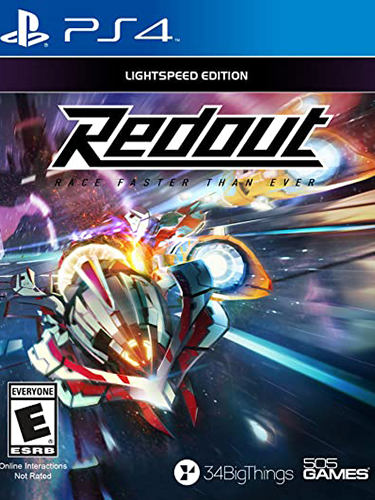 PS4
LIGHTSPEED EDITION
Redout
RACE FASTER THAN EVER
EVERYONE
E
ESRB
Online Interactions
Not Rated
34BigThings
505
GAMES